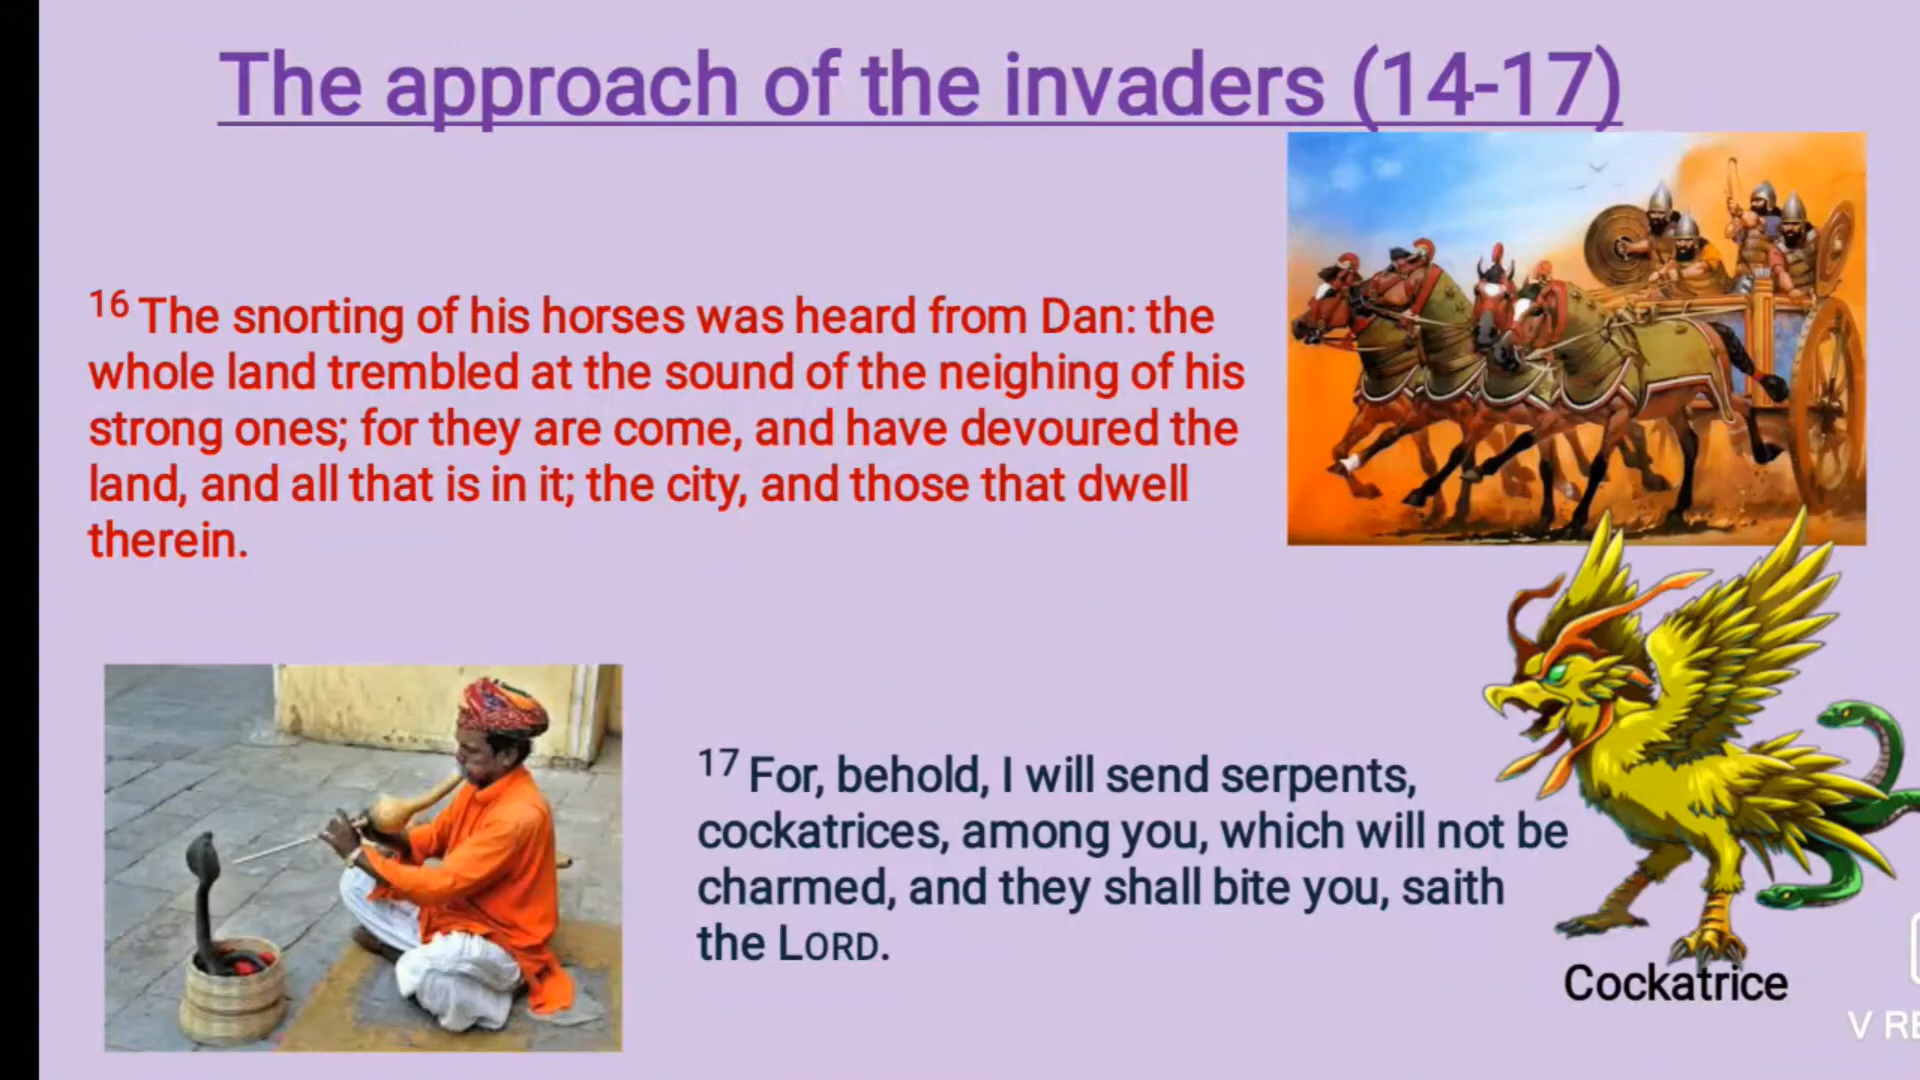 The approach of the invaders (14-17)
16 The snorting of his horses was heard from Dan: the
whole land trembled at the sound of the neighing of his
strong ones; for they are come, and have devoured the
land, and all that is in it; the city, and those that dwell
therein.
17 For, behold, I will send serpents,
cockatrices, among you, which will not be
charmed, and they shall bite you, saith
the LORD.
Cockatrice